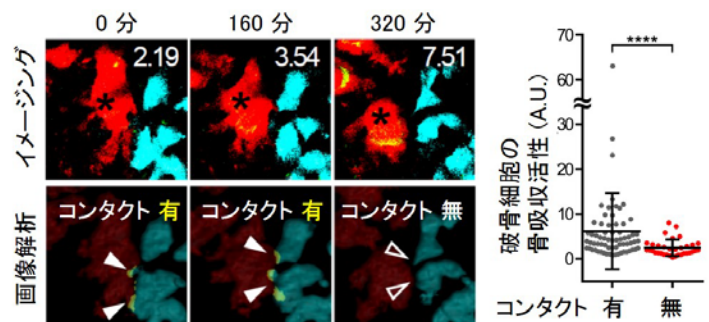 0 分 160 分 320 分
イメージング
2.19 3.54 7.51
* * *
画像解析
コンタクト 有 コンタクト 有 コンタクト 無
破骨細胞の
骨吸収活性 (A.U.)
****
70
60
30
20
10
0
コンタクト 有 無